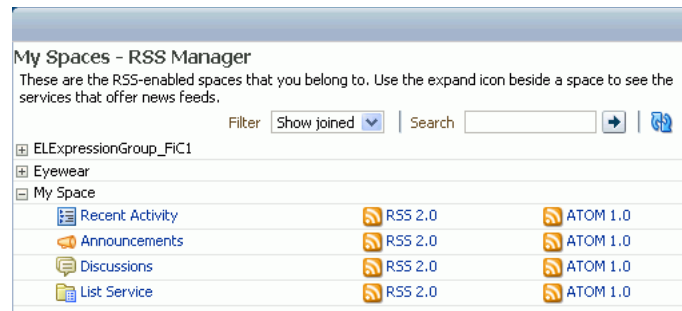 My Spaces - RSS Manager
These are the RSS-enabled spaces that you belong to. Use the expand icon beside a space to see the
services that offer news feeds.
Filter Show joined Search
ELExpressionGroup_FiC1
Eyewear
My Space
Recent Activity RSS 2.0 ATOM 1.0
Announcements RSS 2.0 ATOM 1.0
Discussions RSS 2.0 ATOM 1.0
List Service RSS 2.0 ATOM 1.0